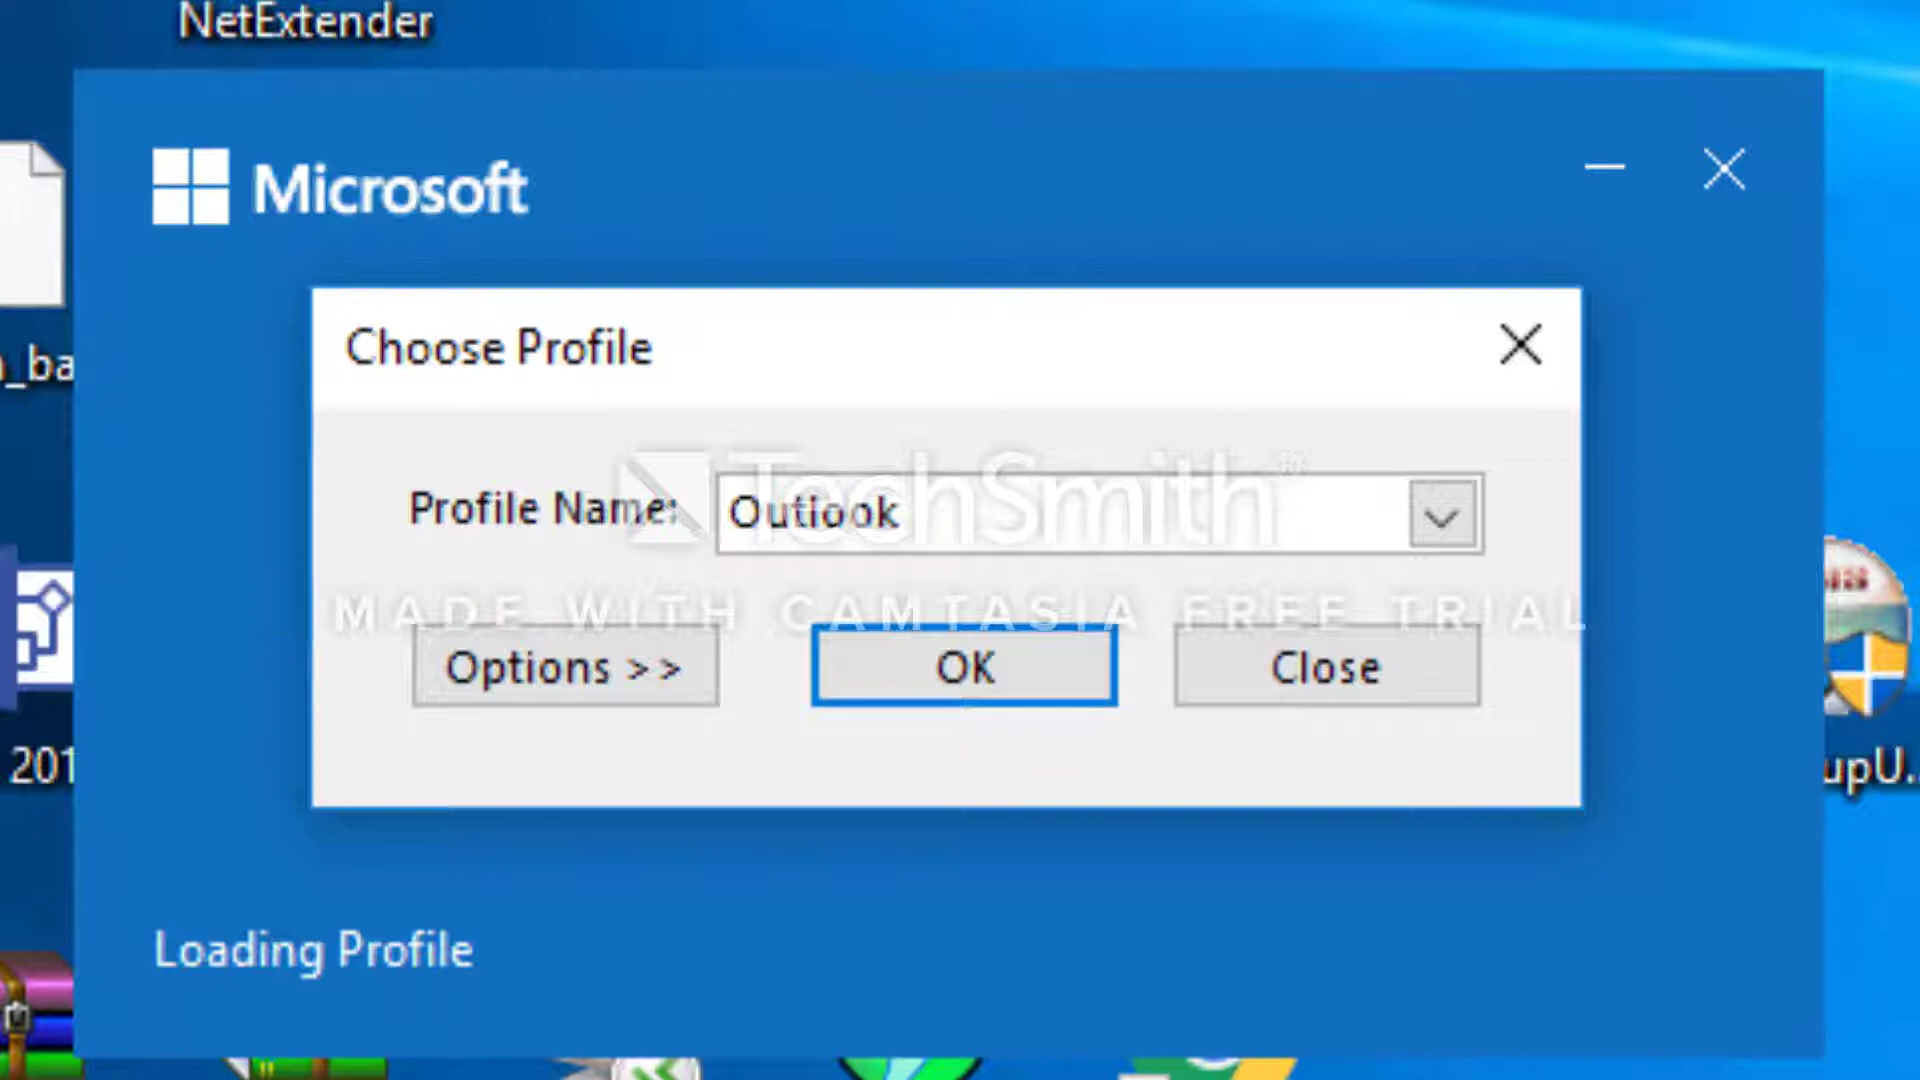 NetExtender
Microsoft
Choose Profile
Profile Name:
Outlook
TechSmith
MADE WITH CAMTASIA FREE TRIAL
Options >>
OK
Close
_ba
201
upU..
Loading Profile